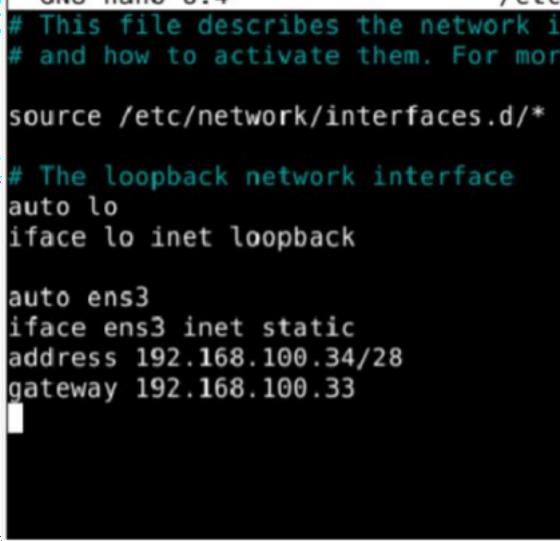 # This file describes the network i
# and how to activate them. For mor
source /etc/network/interfaces.d/*
# The loopback network interface
auto lo
iface lo inet loopback
auto ens3
iface ens3 inet static
address 192.168.100.34/28
gateway 192.168.100.33